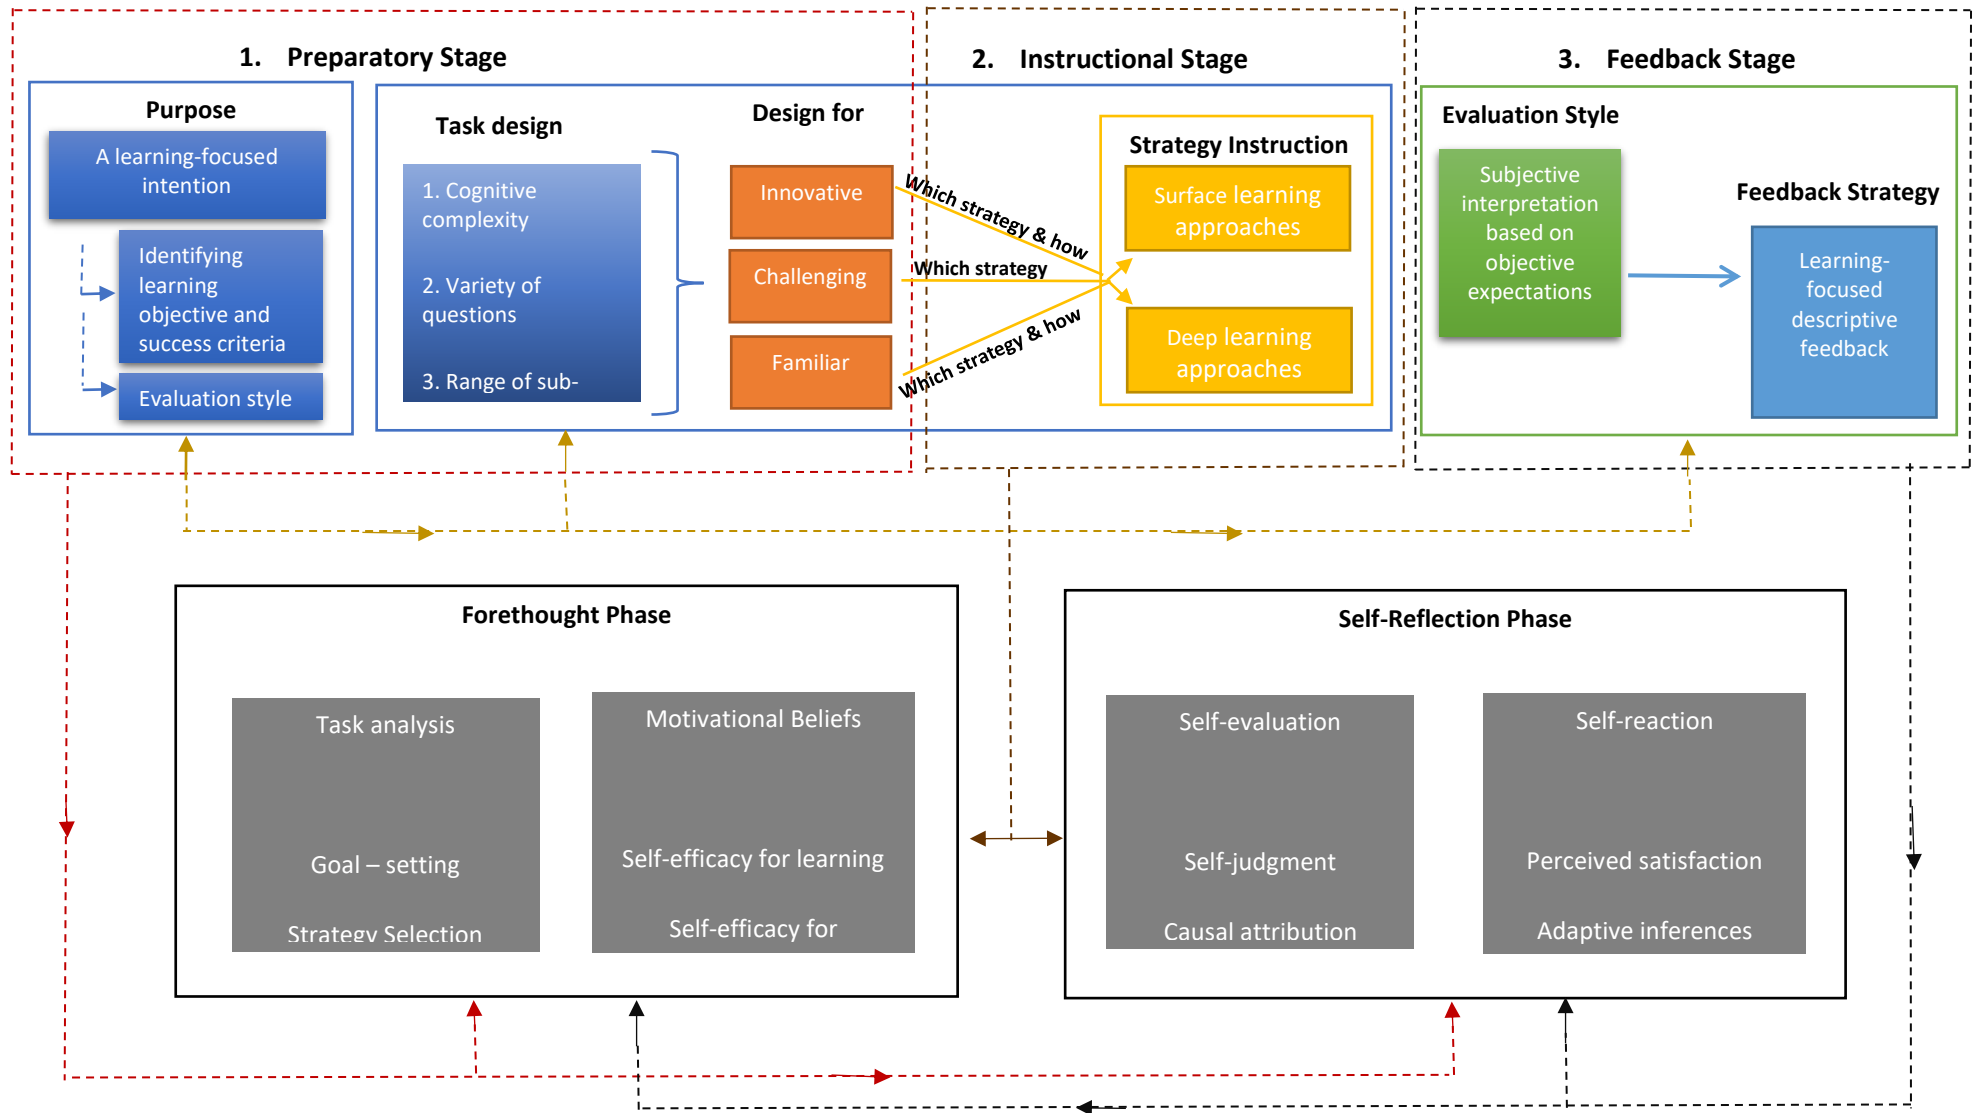 1. Preparatory Stage
Purpose
A learning-focused
intention
Identifying
learning
objective and
success criteria
Evaluation style
Task design
1. Cognitive
complexity
2. Variety of
questions
3. Range of sub-
Design for
Innovative
Challenging
Familiar
Which strategy & how
Which strategy
Which strategy & how
2. Instructional Stage
Strategy Instruction
Surface learning
approaches
Deep learning
approaches
3. Feedback Stage
Evaluation Style
Subjective
interpretation
based on
objective
expectations
Feedback Strategy
Learning-
focused
descriptive
feedback
Forethought Phase
Task analysis
Goal – setting
Strategy Selection
Motivational Beliefs
Self-efficacy for learning
Self-efficacy for
Self-Reflection Phase
Self-evaluation
Self-judgment
Causal attribution
Self-reaction
Perceived satisfaction
Adaptive inferences